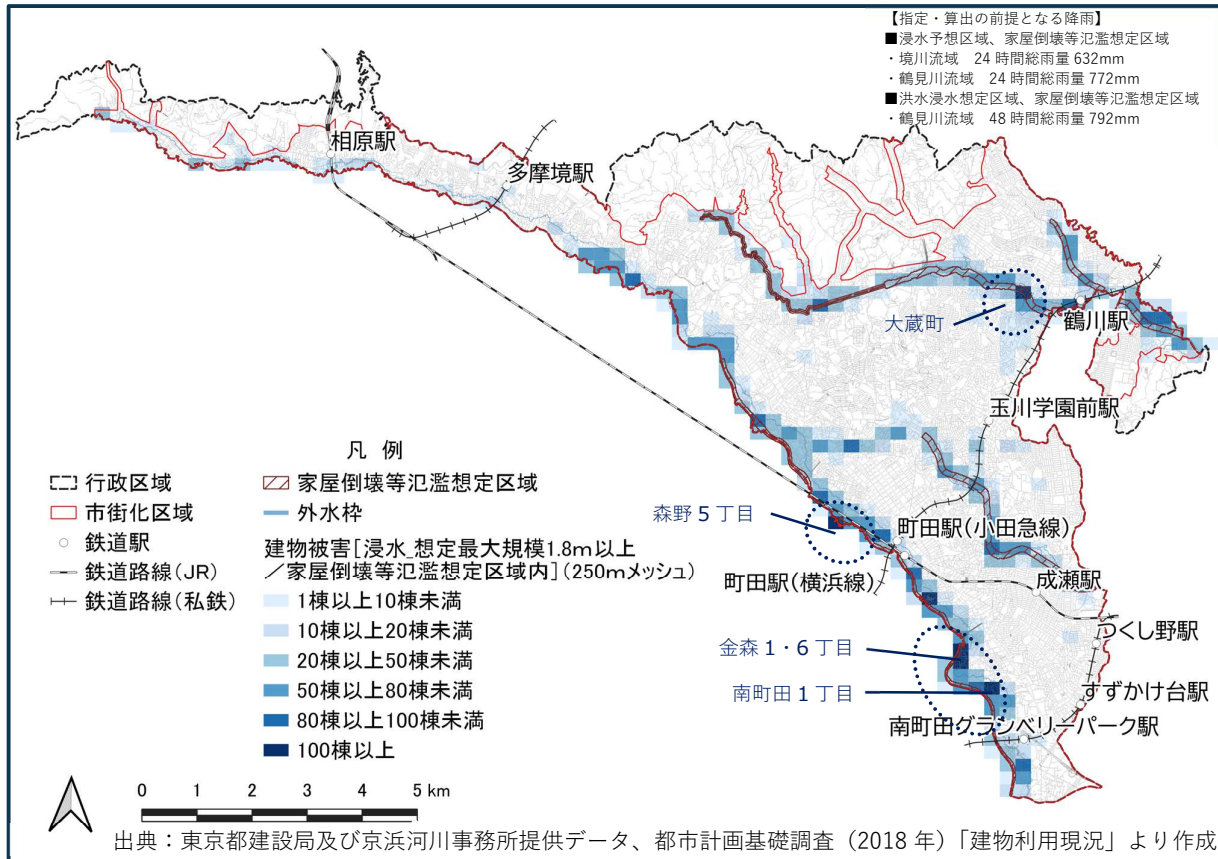 【指定・算出の前提となる降雨】
■浸水予想区域、家屋倒壊等氾濫想定区域
・境川流域 24時間総雨量 632mm
・鶴見川流域 24時間総雨量 772mm
■洪水浸水想定区域、家屋倒壊等氾濫想定区域
・鶴見川流域 48時間総雨量 792mm
相原駅
多摩境駅
大蔵町
鶴川駅
玉川学園前駅
森野5丁目
町田駅(小田急線)
町田駅(横浜線)
成瀬駅
つくし野駅
金森1・6丁目
南町田1丁目
すずかけ台駅
南町田グランベリーパーク駅
凡例
行政区域
市街化区域
鉄道駅
鉄道路線(JR)
鉄道路線(私鉄)
家屋倒壊等氾濫想定区域
外水枠
建物被害[浸水_想定最大規模1.8m以上
/家屋倒壊等氾濫想定区域内](250mメッシュ)
1棟以上10棟未満
10棟以上20棟未満
20棟以上50棟未満
50棟以上80棟未満
80棟以上100棟未満
100棟以上
0 1 2 3 4 5 km
出典：東京都建設局及び京浜河川事務所提供データ、都市計画基礎調査（2018年）「建物利用現況」より作成